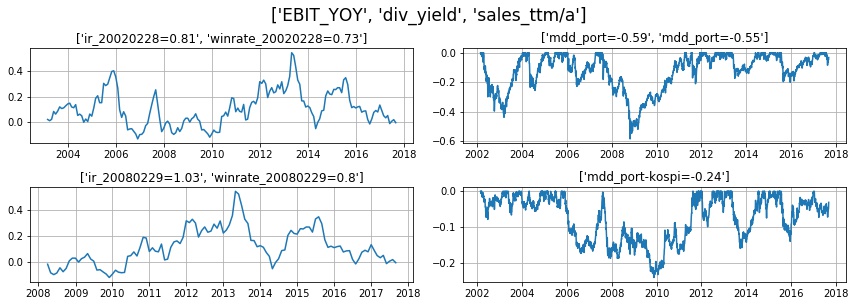 ['EBIT_YOY', 'div_yield', 'sales_ttm/a']
['ir_20020228=0.81', 'winrate_20020228=0.73']
0.4
0.2
0.0
2004 2006 2008 2010 2012 2014 2016 2018
['mdd_port=-0.59', 'mdd_port=-0.55']
0.0
−0.2
−0.4
−0.6
2002 2004 2006 2008 2010 2012 2014 2016 2018
['ir_20080229=1.03', 'winrate_20080229=0.8']
0.4
0.2
0.0
2008 2009 2010 2011 2012 2013 2014 2015 2016 2017 2018
['mdd_port-kospi=-0.24']
0.0
−0.1
−0.2
2002 2004 2006 2008 2010 2012 2014 2016 2018